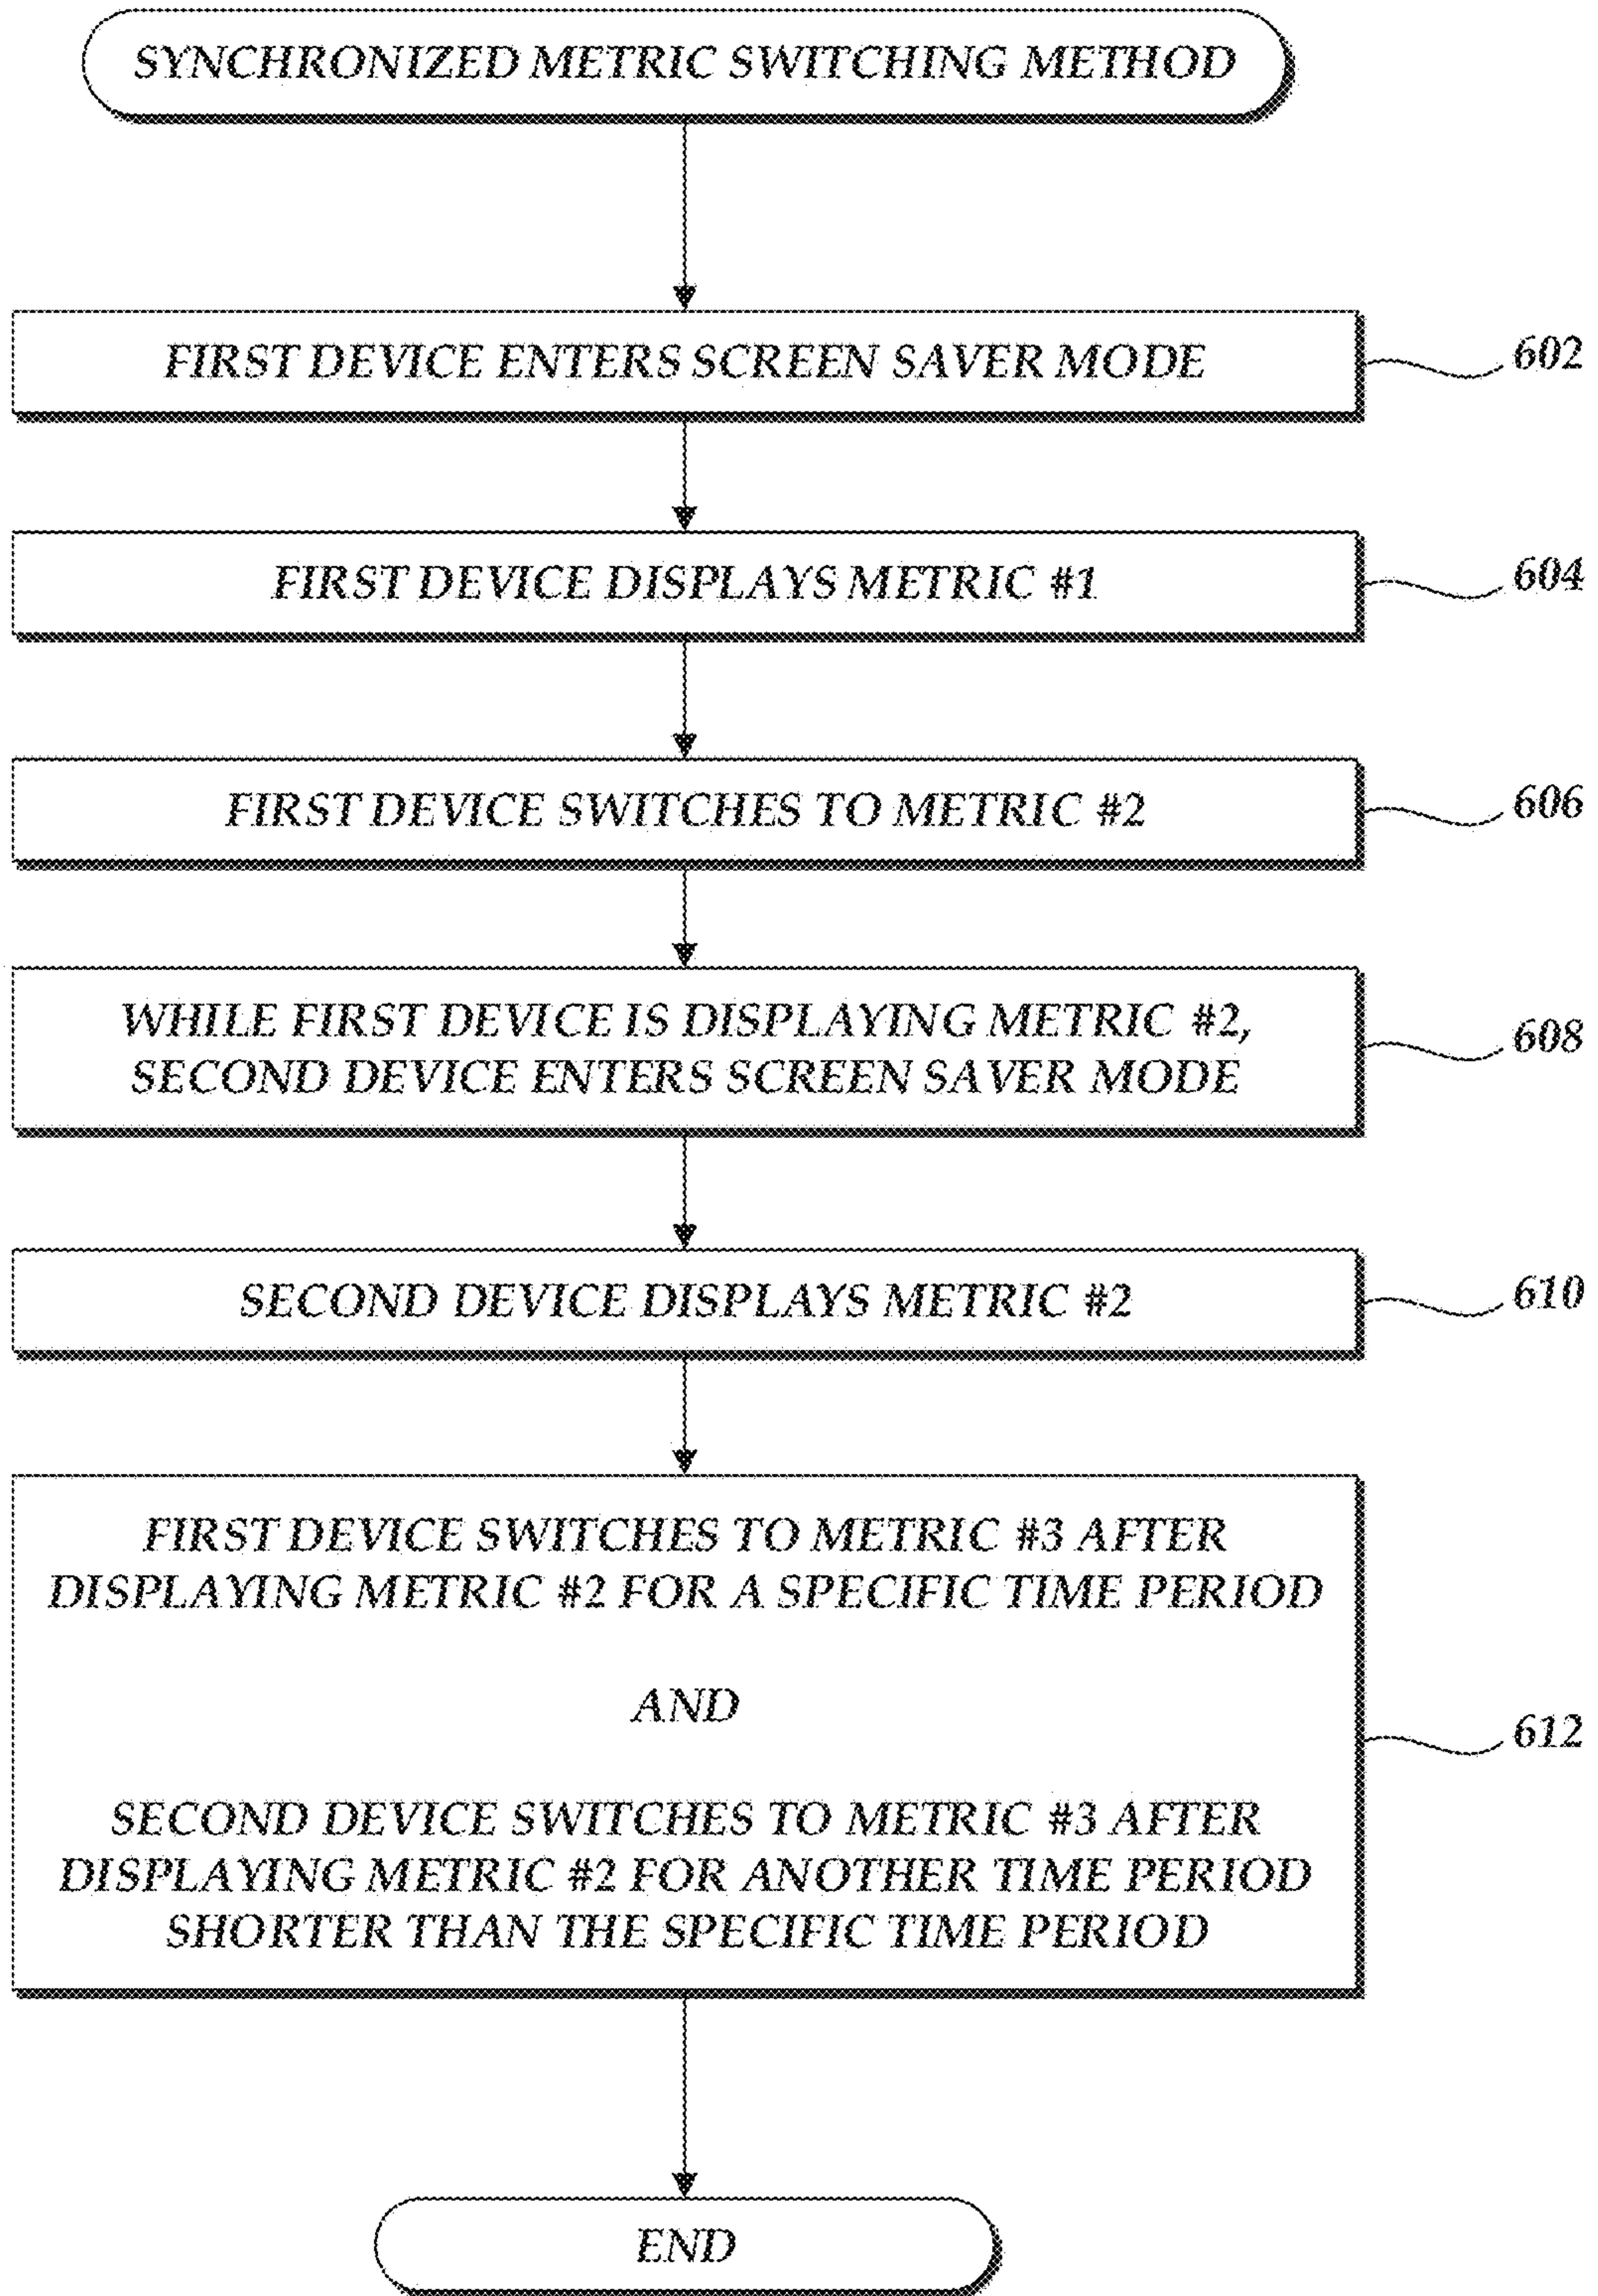 SYNCHRONIZED METRIC SWITCHING METHOD
FIRST DEVICE ENTERS SCREEN SAVER MODE
602
FIRST DEVICE DISPLAYS METRIC #1
604
FIRST DEVICE SWITCHES TO METRIC #2
606
WHILE FIRST DEVICE IS DISPLAYING METRIC #2,
SECOND DEVICE ENTERS SCREEN SAVER MODE
608
SECOND DEVICE DISPLAYS METRIC #2
610
FIRST DEVICE SWITCHES TO METRIC #3 AFTER
DISPLAYING METRIC #2 FOR A SPECIFIC TIME PERIOD
AND
SECOND DEVICE SWITCHES TO METRIC #3 AFTER
DISPLAYING METRIC #2 FOR ANOTHER TIME PERIOD
SHORTER THAN THE SPECIFIC TIME PERIOD
612
END